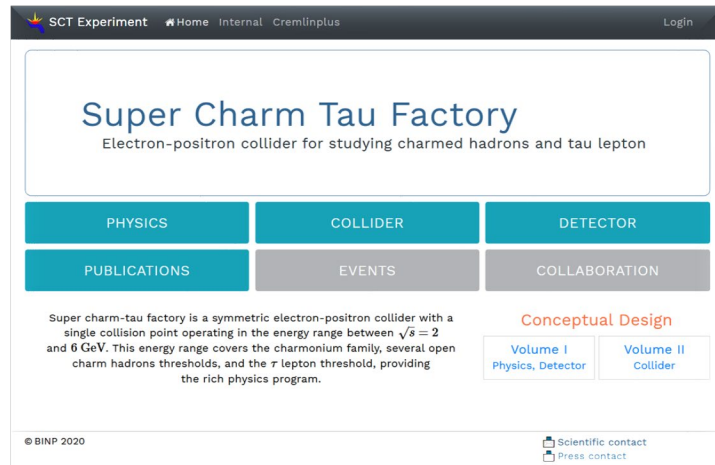 SCT Experiment Home Internal Cremlinplus Login
Super Charm Tau Factory
Electron-positron collider for studying charmed hadrons and tau lepton
PHYSICS COLLIDER DETECTOR
PUBLICATIONS EVENTS COLLABORATION
Super charm-tau factory is a symmetric electron-positron collider with a
single collision point operating in the energy range between √s = 2
and 6 GeV. This energy range covers the charmonium family, several open
charm hadrons thresholds, and the τ lepton threshold, providing
the rich physics program.
Conceptual Design
Volume I Volume II
Physics, Detector Collider
© BINP 2020
Scientific contact
Press contact